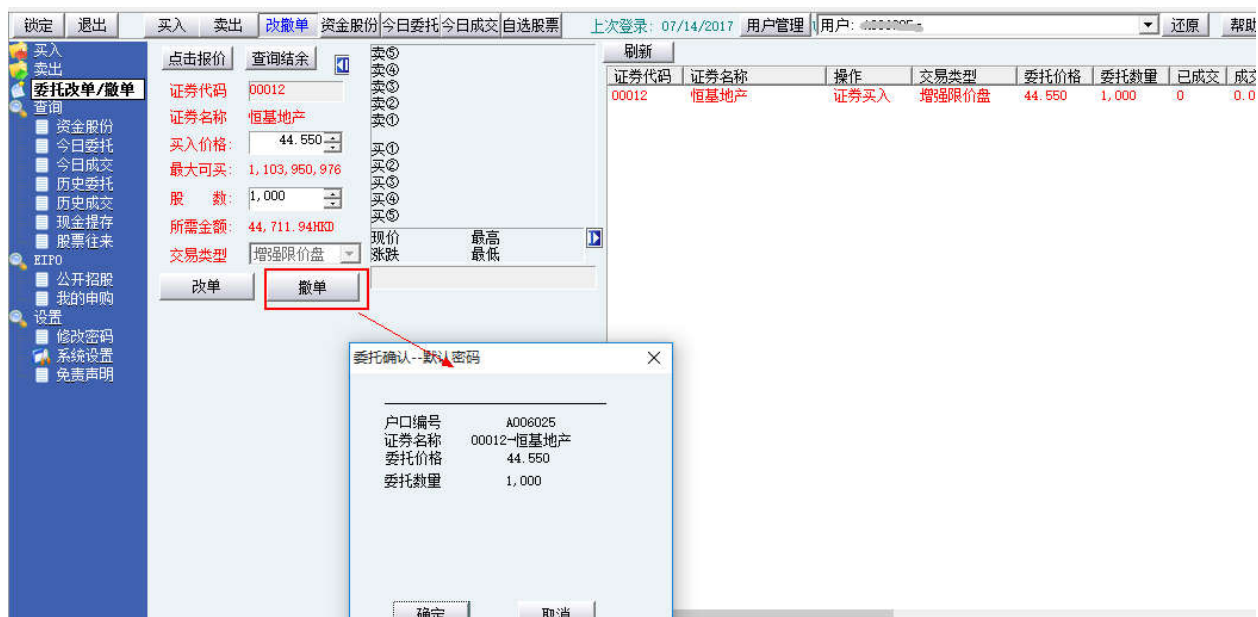 锁定 退出 买入 卖出 改撤单 资金股份 今日委托 今日成交 自选股票 上次登录: 07/14/2017 用户管理 用户: 还原 帮助
买入
卖出
委托改单/撤单
查询
资金股份
今日委托
今日成交
历史委托
历史成交
现金提存
股票往来
EIPO
公开招股
我的申购
设置
修改密码
系统设置
免责声明
点击报价 查询结余
证券代码 00012
证券名称 恒基地产
买入价格: 44.550
最大可买: 1,103,950,976
股 数: 1,000
所需金额: 44,711.94HKD
交易类型 增强限价盘
改单 撤单
卖⑤
卖④
卖③
卖②
卖①
买①
买②
买③
买④
买⑤
现价 最高
涨跌 最低
刷新
证券代码 证券名称 操作 交易类型 委托价格 委托数量 已成交 成交
00012 恒基地产 证券买入 增强限价盘 44.550 1,000 0 0.0
委托确认--默认密码
户口编号 A006025
证券名称 00012-恒基地产
委托价格 44.550
委托数量 1,000
确定 取消